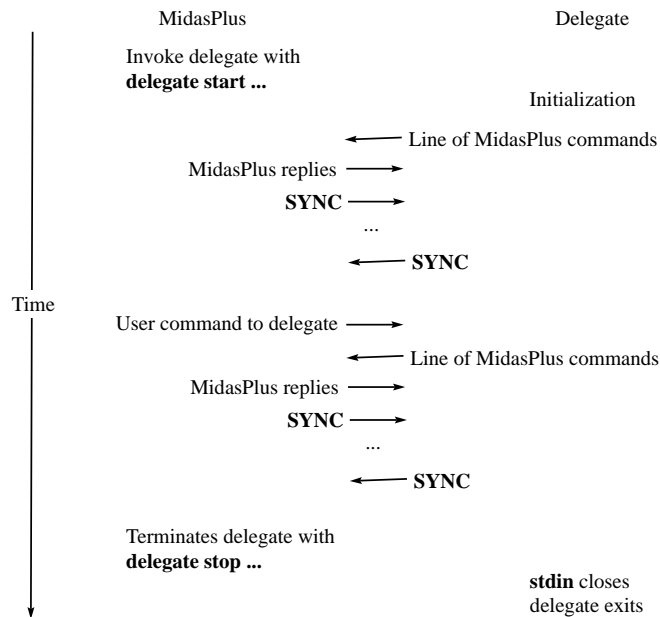 MidasPlus Delegate
Invoke delegate with
delegate start ...
Initialization
Line of MidasPlus commands
MidasPlus replies
SYNC
...
SYNC
Time
User command to delegate
Line of MidasPlus commands
MidasPlus replies
SYNC
...
SYNC
Terminates delegate with
delegate stop ...
stdin closes
delegate exits